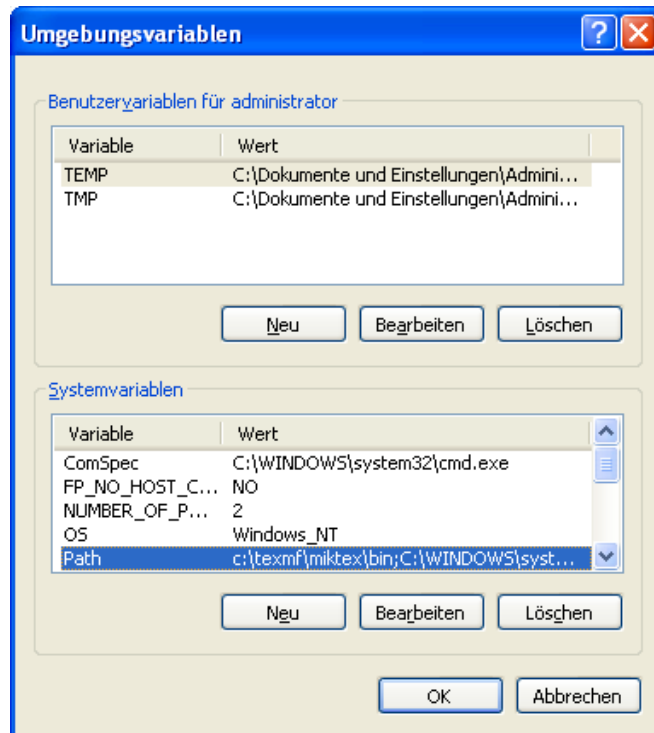 Umgebungsvariablen
Benutzervariablen für administrator
Variable Wert
TEMP C:\Dokumente und Einstellungen\Admini...
TMP C:\Dokumente und Einstellungen\Admini...
Neu Bearbeiten Löschen
Systemvariablen
Variable Wert
ComSpec C:\WINDOWS\system32\cmd.exe
FP_NO_HOST_C... NO
NUMBER_OF_P... 2
OS Windows_NT
Path c:\texmf\miktex\bin;C:\WINDOWS\syst...
Neu Bearbeiten Löschen
OK Abbrechen